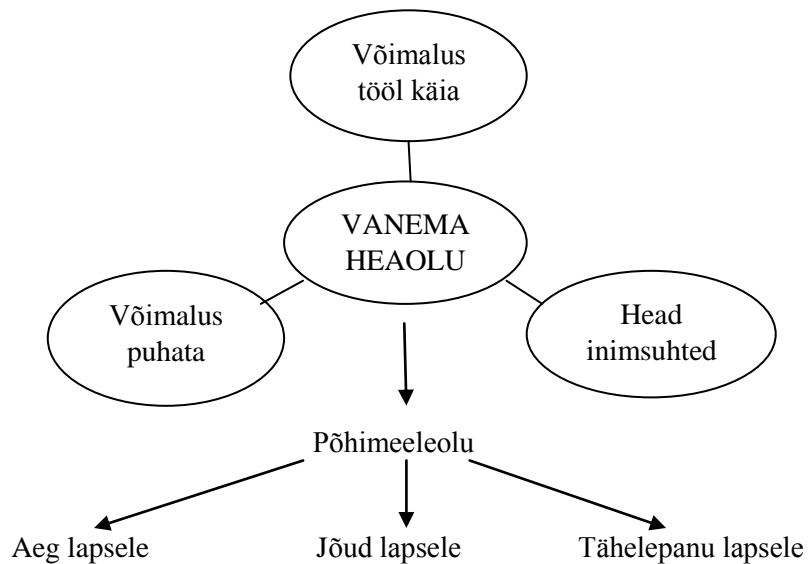 Võimalus
tööl käia
VANEMA
HEAOLU
Võimalus
puhata
Head
inimsuhted
Põhimeeleolu
Aeg lapsele
Jõud lapsele
Tähelepanu lapsele